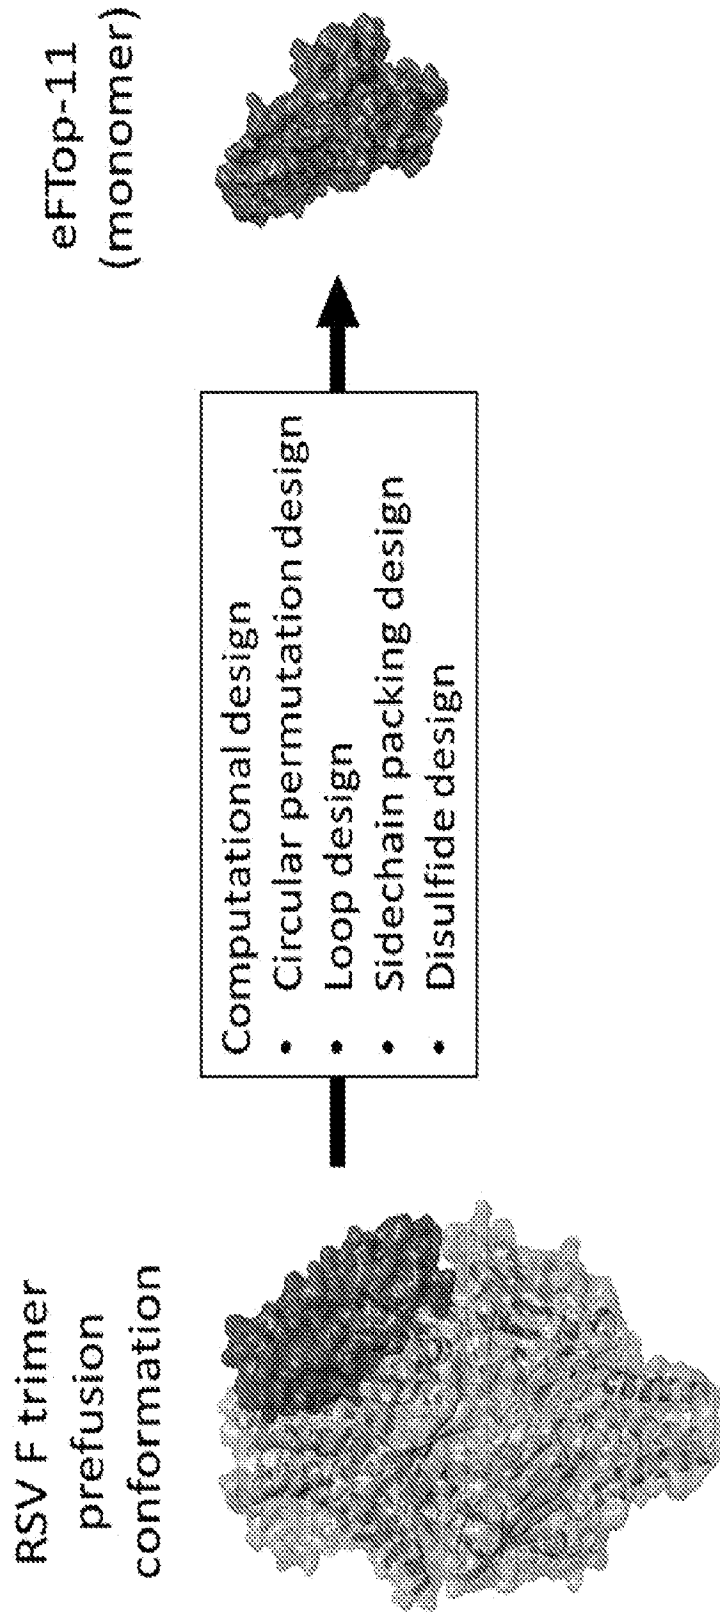 RSV F trimer
prefusion
conformation
Computational design
• Circular permutation design
• Loop design
• Sidechain packing design
• Disulfide design
eFTop-11
(monomer)